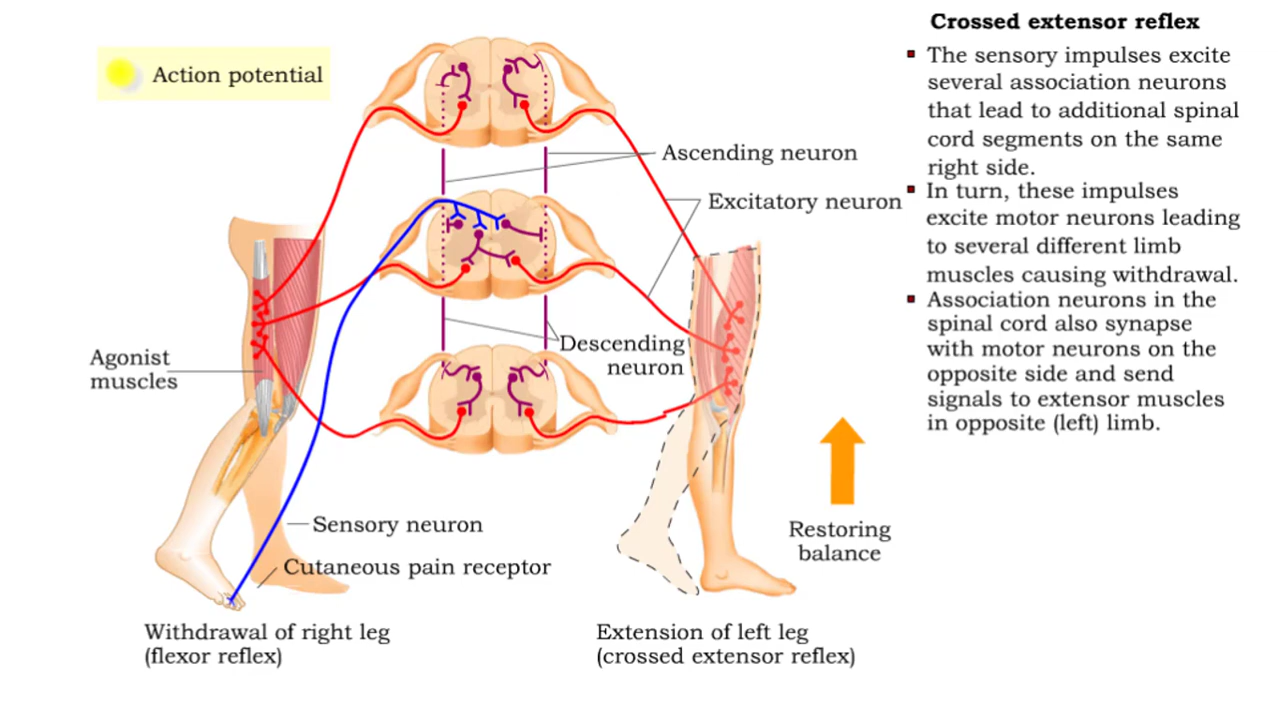 Crossed extensor reflex
The sensory impulses excite
several association neurons
that lead to additional spinal
cord segments on the same
right side.
In turn, these impulses
excite motor neurons leading
to several different limb
muscles causing withdrawal.
Association neurons in the
spinal cord also synapse
with motor neurons on the
opposite side and send
signals to extensor muscles
in opposite (left) limb.
Action potential
Ascending neuron
Excitatory neuron
Descending
neuron
Agonist
muscles
Sensory neuron
Cutaneous pain receptor
Restoring
balance
Withdrawal of right leg
(flexor reflex)
Extension of left leg
(crossed extensor reflex)